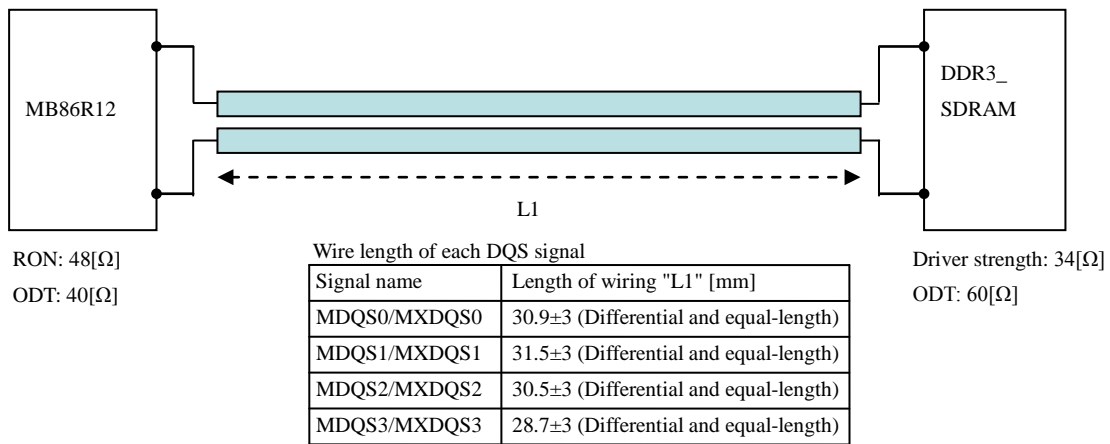 MB86R12
DDR3_
SDRAM
L1
RON: 48[Ω]
ODT: 40[Ω]
Driver strength: 34[Ω]
ODT: 60[Ω]
Wire length of each DQS signal
Signal name Length of wiring "L1" [mm]
MDQS0/MXDQS0 30.9±3 (Differential and equal-length)
MDQS1/MXDQS1 31.5±3 (Differential and equal-length)
MDQS2/MXDQS2 30.5±3 (Differential and equal-length)
MDQS3/MXDQS3 28.7±3 (Differential and equal-length)